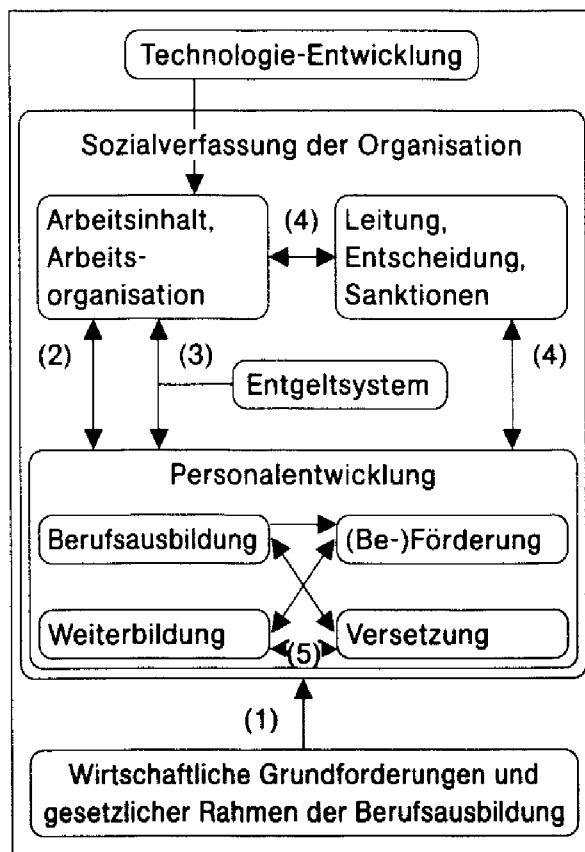 Technologie-Entwicklung
Sozialverfassung der Organisation
Arbeitsinhalt,
Arbeits-
organisation
(4)
Leitung,
Entscheidung,
Sanktionen
(2)
(3)
(4)
Entgeltsystem
Personalentwicklung
Berufsausbildung
(Be-)Förderung
Weiterbildung
(5)
Versetzung
(1)
Wirtschaftliche Grundforderungen und
gesetzlicher Rahmen der Berufsausbildung